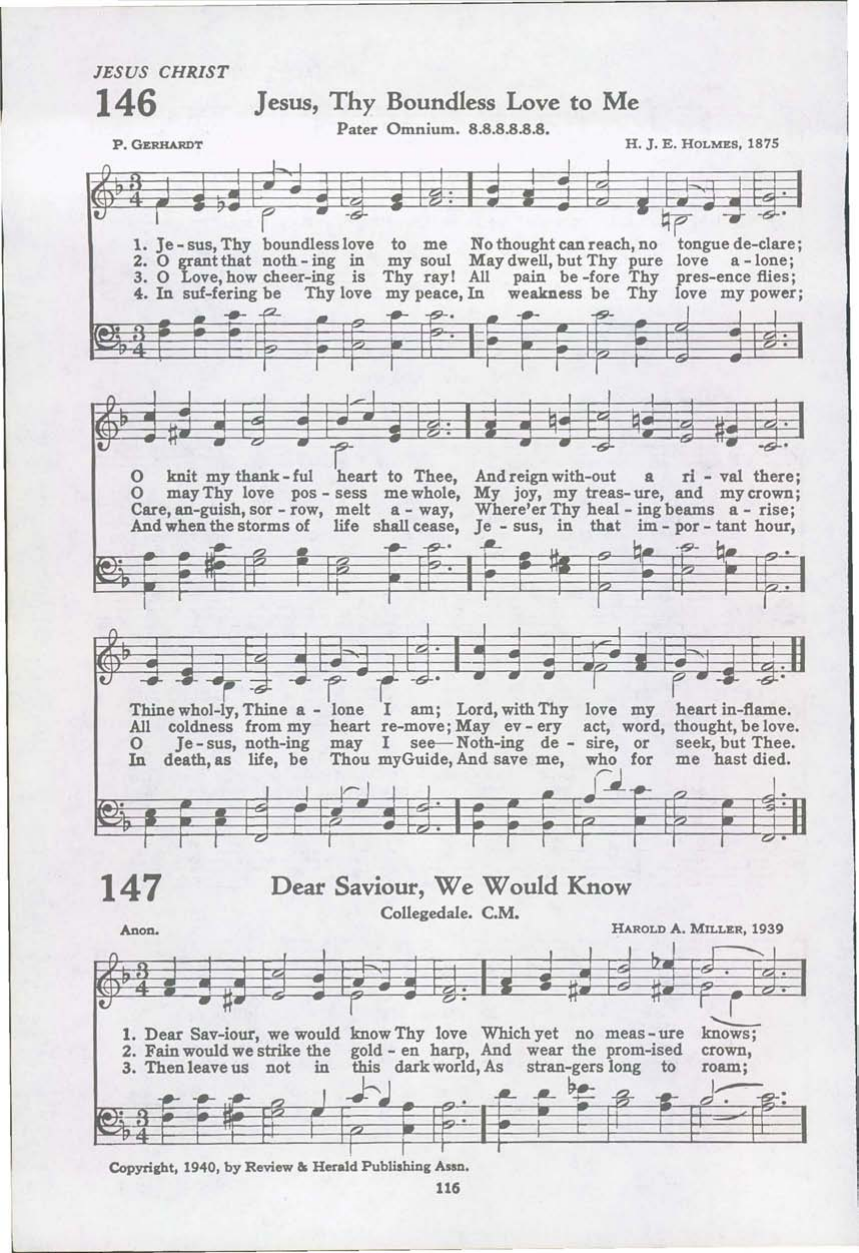 JESUS CHRIST
146 Jesus, Thy Boundless Love to Me
Pater Omnium. 8.8.8.8.8.8.
P. GERHARDT H. J. E. HOLMES, 1875
1. Je - sus, Thy boundless love to me No thought can reach, no tongue de-clare;
2. O grant that noth - ing in my soul May dwell, but Thy pure love a - lone;
3. O Love, how cheer-ing is Thy ray! All pain be -fore Thy pres-ence flies;
4. In suf-fering be Thy love my peace, In weakness be Thy love my power;
O knit my thank - ful heart to Thee, And reign with-out a ri - val there;
O may Thy love pos - sess me whole, My joy, my treas- ure, and my crown;
Care, an-guish, sor - row, melt a - way, Where'er Thy heal - ing beams a - rise;
And when the storms of life shall cease, Je - sus, in that im - por - tant hour,
Thine whol-ly, Thine a - lone I am; Lord, with Thy love my heart in-flame.
All coldness from my heart re-move; May ev - ery act, word, thought, be love.
O Je - sus, noth-ing may I see— Noth-ing de - sire, or seek, but Thee.
In death, as life, be Thou my Guide, And save me, who for me hast died.
147 Dear Saviour, We Would Know
Collegedale. C.M.
Anon. HAROLD A. MILLER, 1939
1. Dear Sav-iour, we would know Thy love Which yet no meas - ure knows;
2. Fain would we strike the gold - en harp, And wear the prom-ised crown,
3. Then leave us not in this dark world, As stran-gers long to roam;
Copyright, 1940, by Review & Herald Publishing Assn.
116